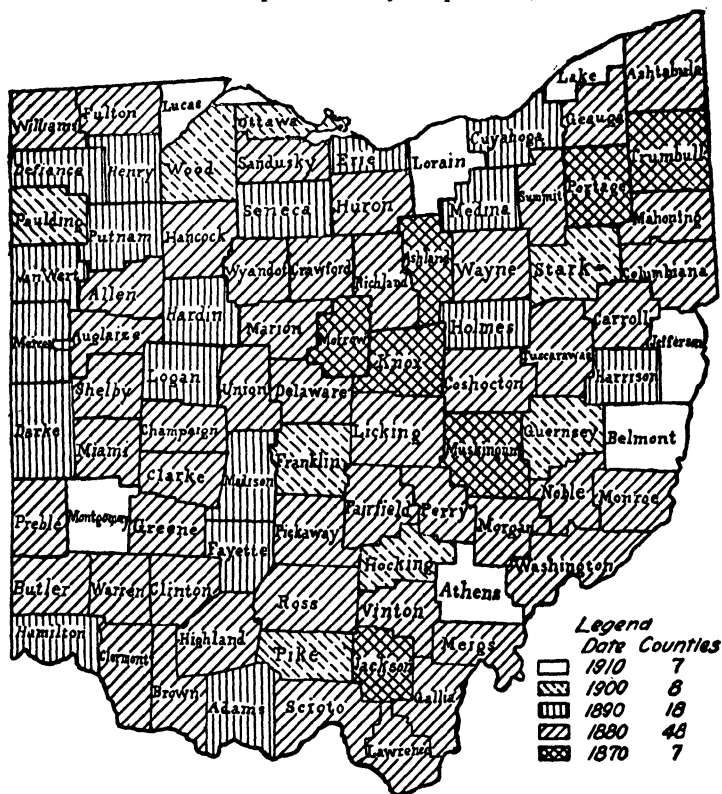 Lake
Ashtabula
Lucas
Williams
Fulton
Ottawa
Geauga
Cuyahoga
Trumbull
Defiance
Henry
Wood
Sandusky
Erie
Lorain
Portage
Summit
Paulding
Seneca
Huron
Medina
Mahoning
Putnam
Hancock
Ashland
Van Wert
Wyandot
Crawford
Richland
Wayne
Stark
Columbiana
Allen
Hardin
Marion
Holmes
Carroll
Mercer
Auglaize
Morrow
Jefferson
Logan
Knox
Tuscarawas
Harrison
Shelby
Union
Delaware
Coshocton
Darke
Champaign
Licking
Guernsey
Miami
Muskingum
Belmont
Clarke
Franklin
Madison
Noble
Monroe
Preble
Montgomery
Greene
Fairfield
Perry
Pickaway
Morgan
Fayette
Washington
Hocking
Butler
Warren
Clinton
Athens
Ross
Vinton
Hamilton
Highland
Meigs
Clermont
Pike
Jackson
Brown
Adams
Scioto
Gallia
Lawrence
Legend
Date Counties
1910 7
1900 8
1890 18
1880 48
1870 7